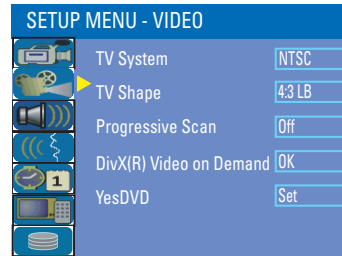 SETUP MENU - VIDEO
TV System NTSC
TV Shape 4:3 LB
Progressive Scan Off
DivX(R) Video on Demand OK
YesDVD Set
1